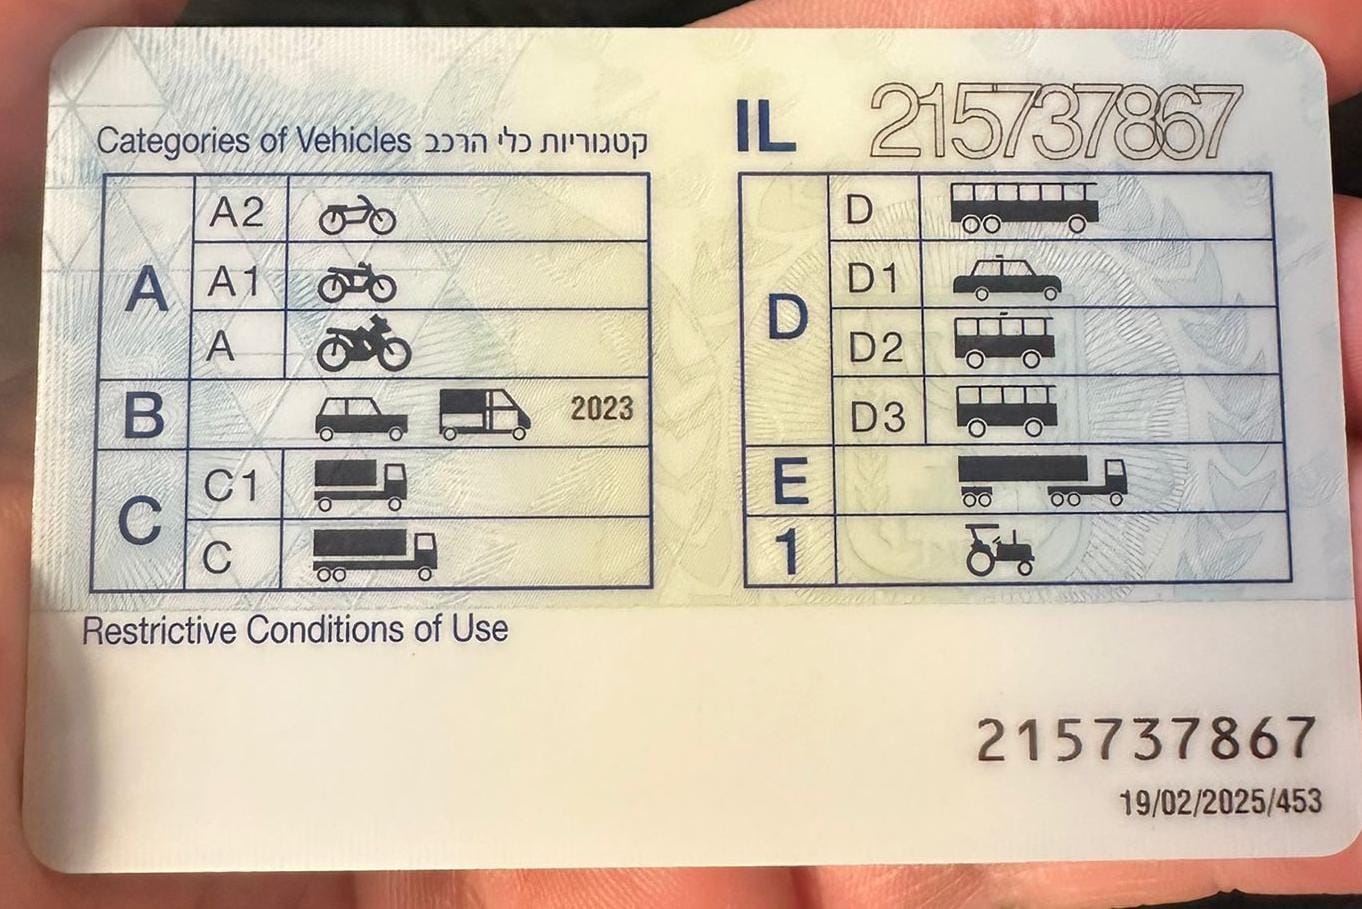 Categories of Vehicles קטגוריות כלי הרכב
IL 215737867
A
A2
A1
A
B 2023
C
C1
C
D
D
D1
D2
D3
E
1
Restrictive Conditions of Use
215737867
19/02/2025/453